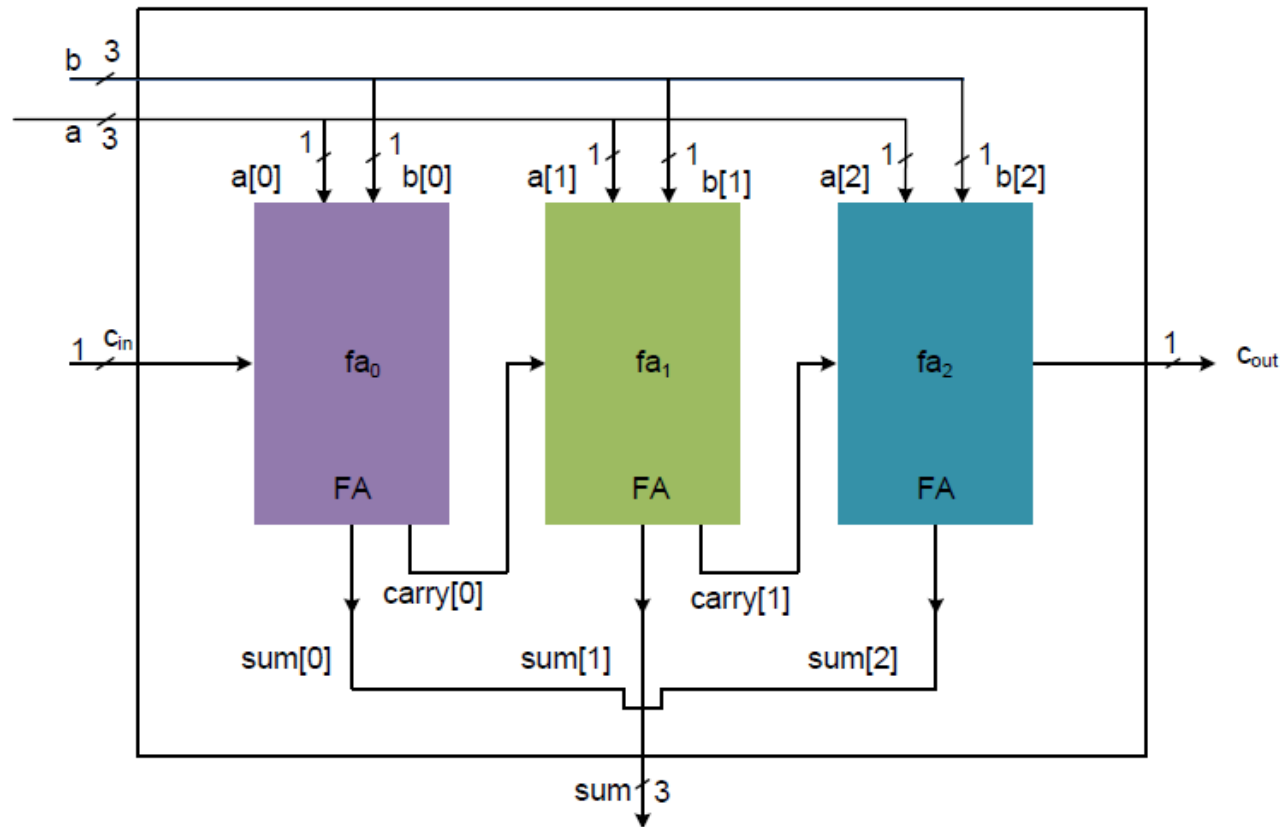 b 3
a 3
1 1 1 1 1 1
a[0] b[0] a[1] b[1] a[2] b[2]
1 cin fa0 fa1 fa2 1 cout
FA FA FA
carry[0] carry[1]
sum[0] sum[1] sum[2]
sum 3